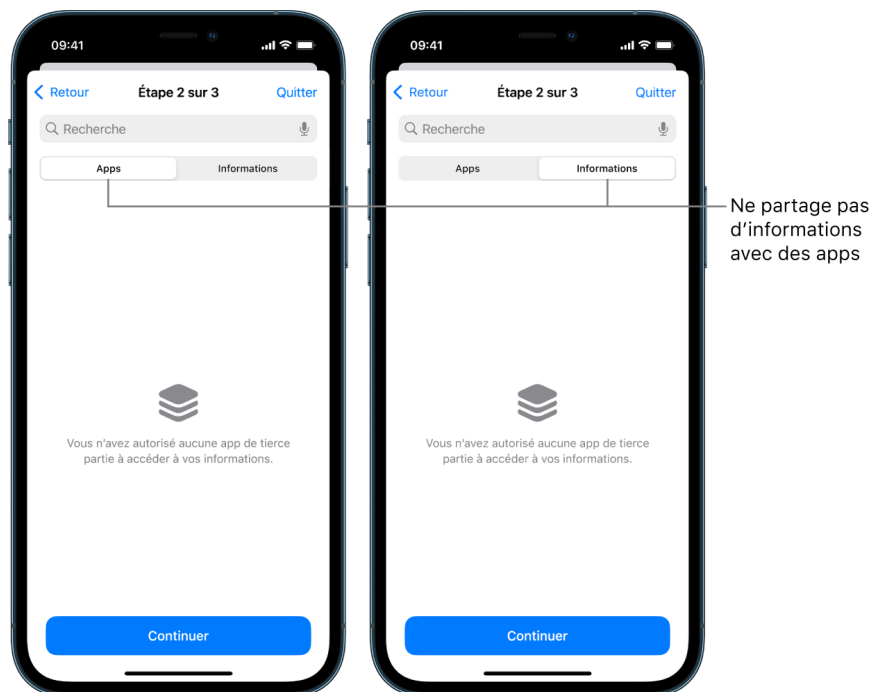 09:41
Retour
Étape 2 sur 3
Quitter
Recherche
Apps
Informations
Vous n'avez autorisé aucune app de tierce
partie à accéder à vos informations.
Continuer
09:41
Retour
Étape 2 sur 3
Quitter
Recherche
Apps
Informations
Vous n'avez autorisé aucune app de tierce
partie à accéder à vos informations.
Continuer
Ne partage pas
d'informations
avec des apps